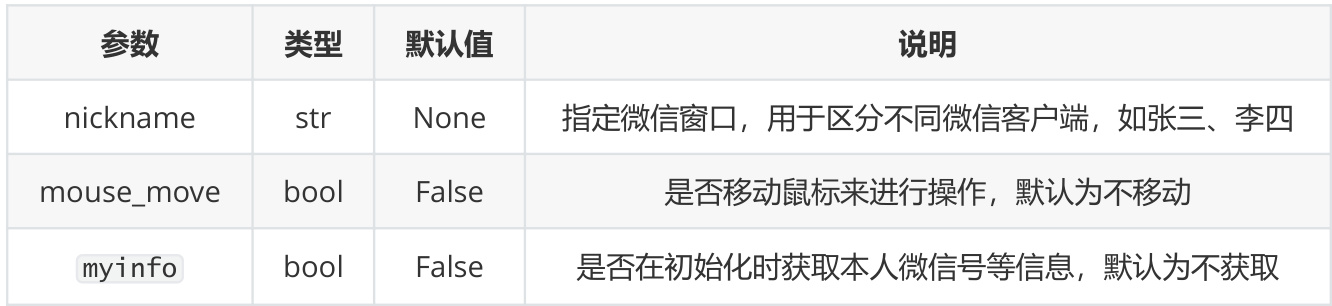 参数 类型 默认值 说明
nickname str None 指定微信窗口，用于区分不同微信客户端，如张三、李四
mouse_move bool False 是否移动鼠标来进行操作，默认为不移动
myinfo bool False 是否在初始化时获取本人微信号等信息，默认为不获取